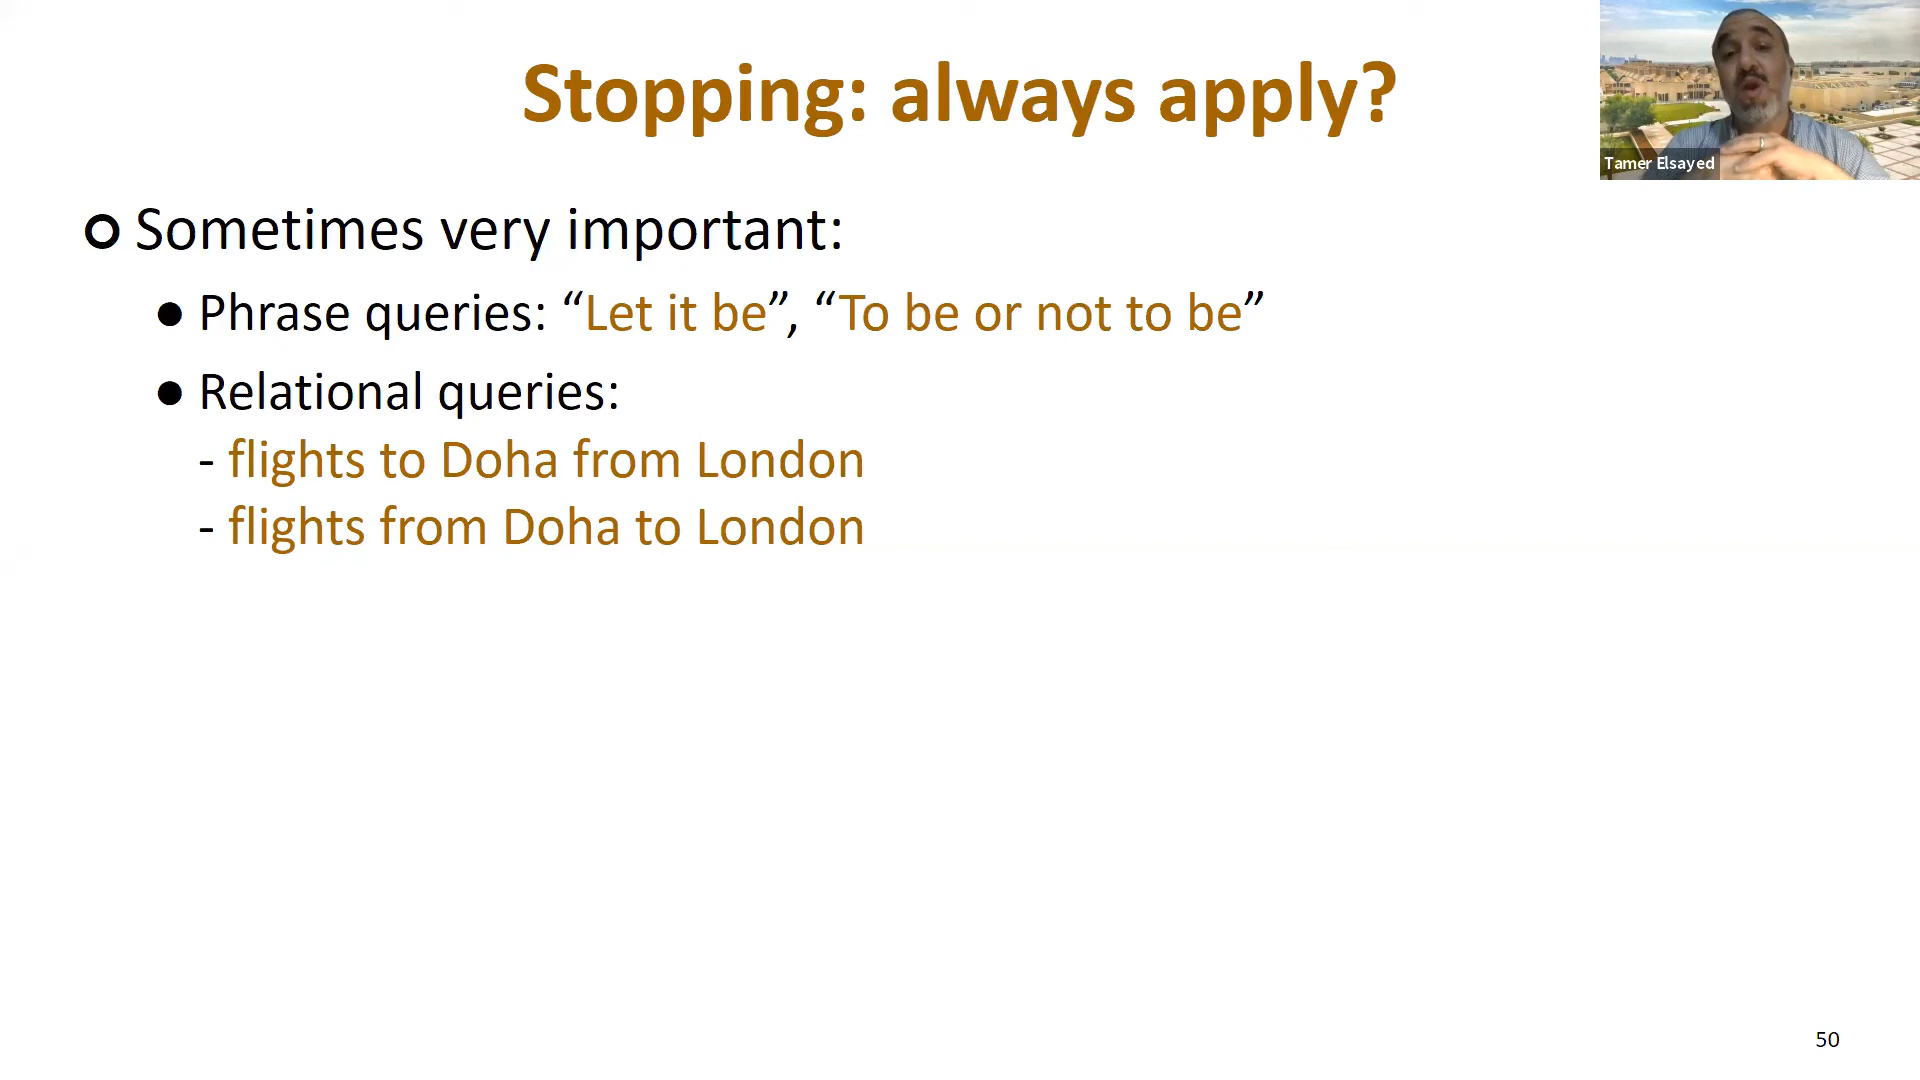 Stopping: always apply?
Tamer Elsayed
Sometimes very important:
● Phrase queries: “Let it be”, “To be or not to be”
● Relational queries:
- flights to Doha from London
- flights from Doha to London
50